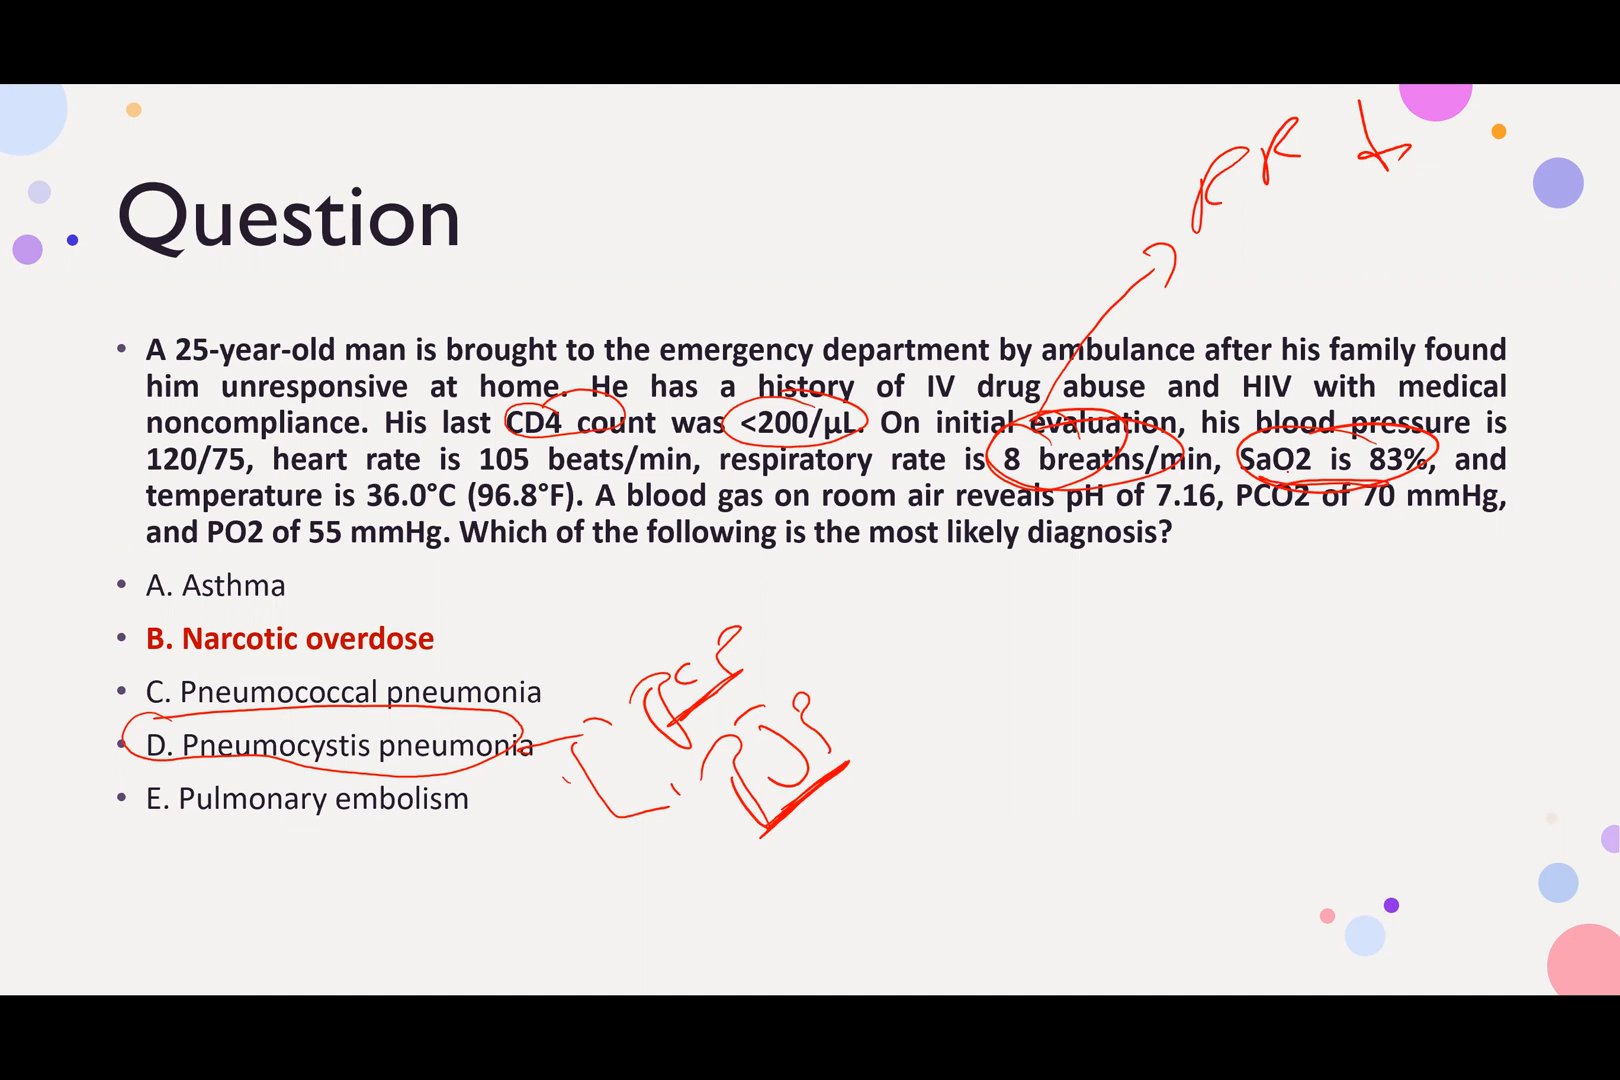 RR ↓
Question
• A 25-year-old man is brought to the emergency department by ambulance after his family found
him unresponsive at home. He has a history of IV drug abuse and HIV with medical
noncompliance. His last CD4 count was <200/µL. On initial evaluation, his blood pressure is
120/75, heart rate is 105 beats/min, respiratory rate is 8 breaths/min, SaO2 is 83%, and
temperature is 36.0°C (96.8°F). A blood gas on room air reveals pH of 7.16, PCO2 of 70 mmHg,
and PO2 of 55 mmHg. Which of the following is the most likely diagnosis?
• A. Asthma
• B. Narcotic overdose
• C. Pneumococcal pneumonia
• D. Pneumocystis pneumonia
• E. Pulmonary embolism
PCP
PJP